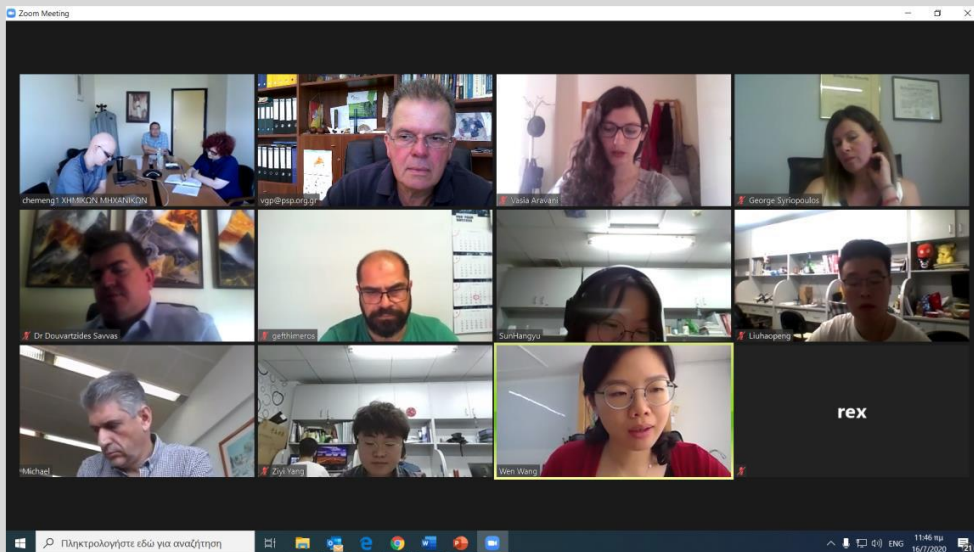 Zoom Meeting
chemeng1 ΧΗΜΙΚΩΝ ΜΗΧΑΝΙΚΩΝ
vgp@psp.org.gr
Vasia Aravani
George Syriopoulos
Dr Douvartzides Savvas
gefthimeros
SunHangyu
Liuhaopeng
Michael
Ziyi Yang
Wen Wang
rex
Πληκτρολογήστε εδώ για αναζήτηση
ENG
11:46 πμ
16/7/2020